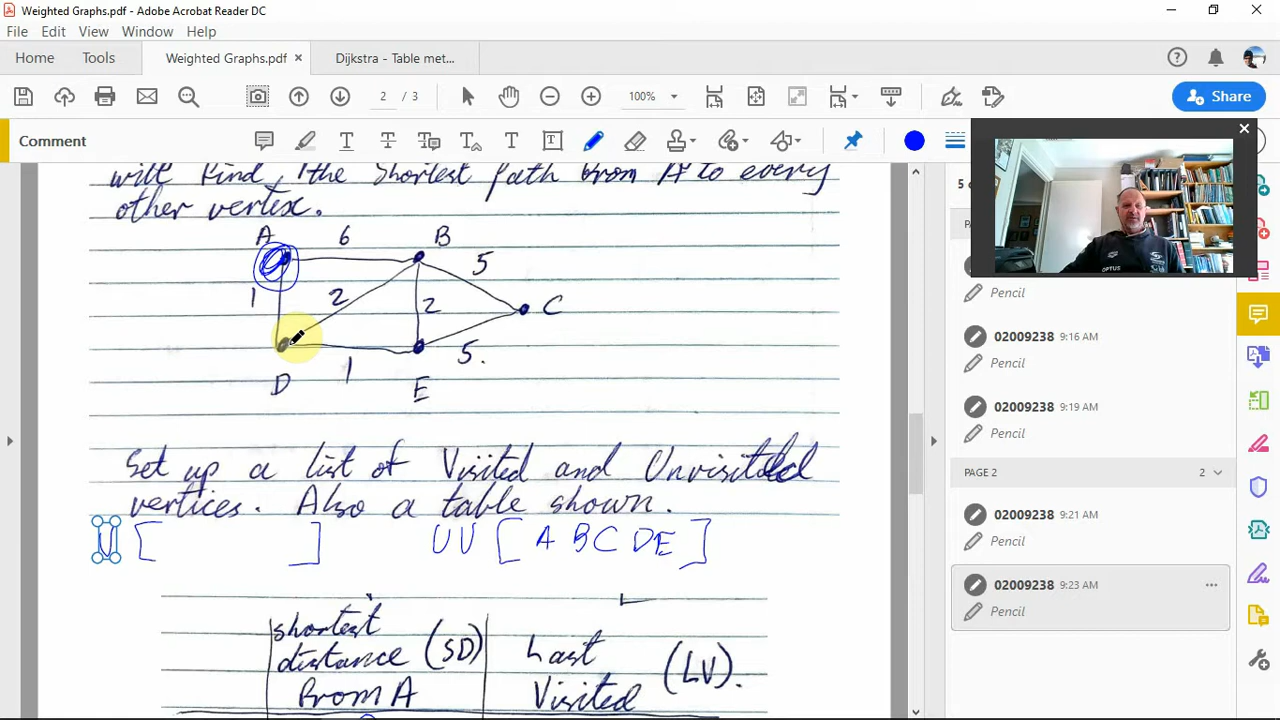 Weighted Graphs.pdf - Adobe Acrobat Reader DC
File Edit View Window Help
Home Tools Weighted Graphs.pdf × Dijkstra - Table met...
2 / 3 100% Share
Comment
will find, the shortest path from A to every
other vertex.
A 6 B
5
1 2 2 C
5.
1
D E
Set up a list of Visited and Unvisited
vertices. Also a table shown.
V [ ] UV [ A B C D E ]
shortest
distance (SD) Last (LV).
from A Visited
OPTUS
5
Pencil
02009238 9:16 AM
Pencil
02009238 9:19 AM
Pencil
PAGE 2 2
02009238 9:21 AM
Pencil
02009238 9:23 AM ...
Pencil